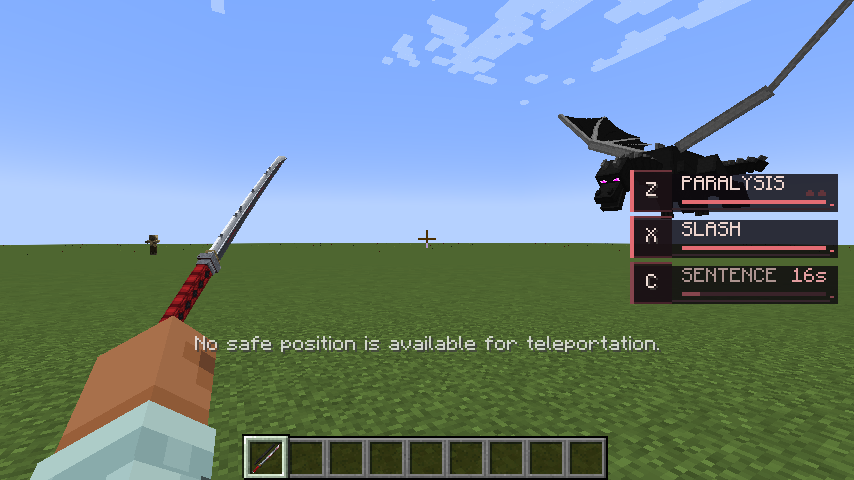 Z PARALYSIS
X SLASH
C SENTENCE 16s
No safe position is available for teleportation.